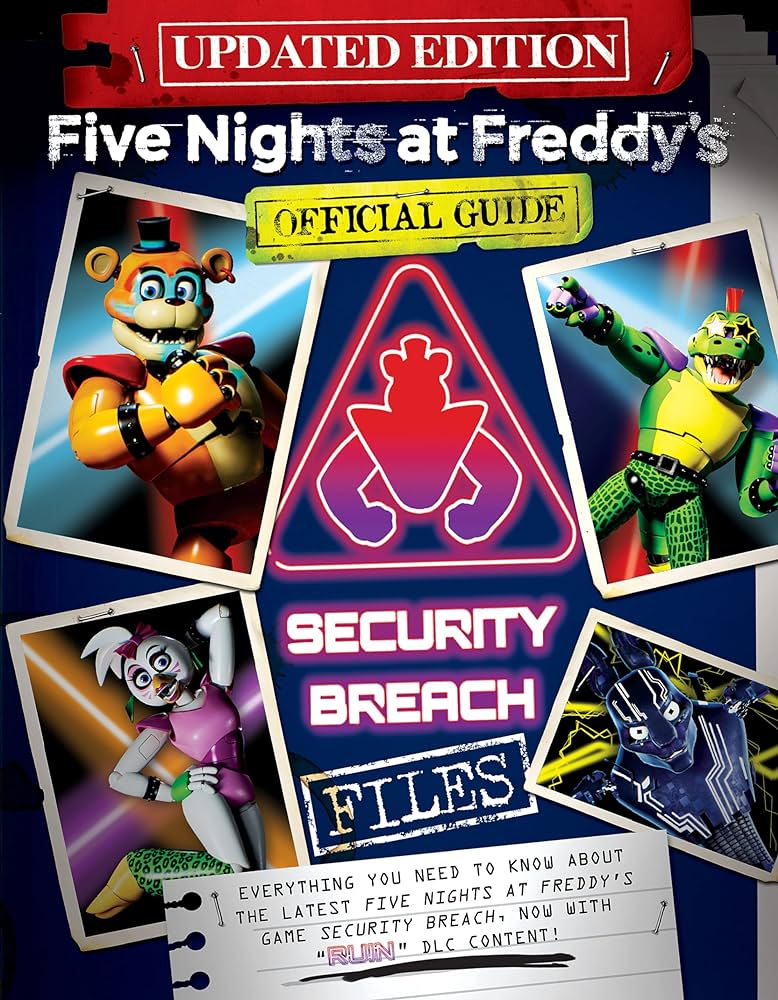 UPDATED EDITION
Five Nights at Freddy's™
OFFICIAL GUIDE
SECURITY
BREACH
FILES
EVERYTHING YOU NEED TO KNOW ABOUT
THE LATEST FIVE NIGHTS AT FREDDY'S
GAME SECURITY BREACH, NOW WITH
"RUIN" DLC CONTENT!